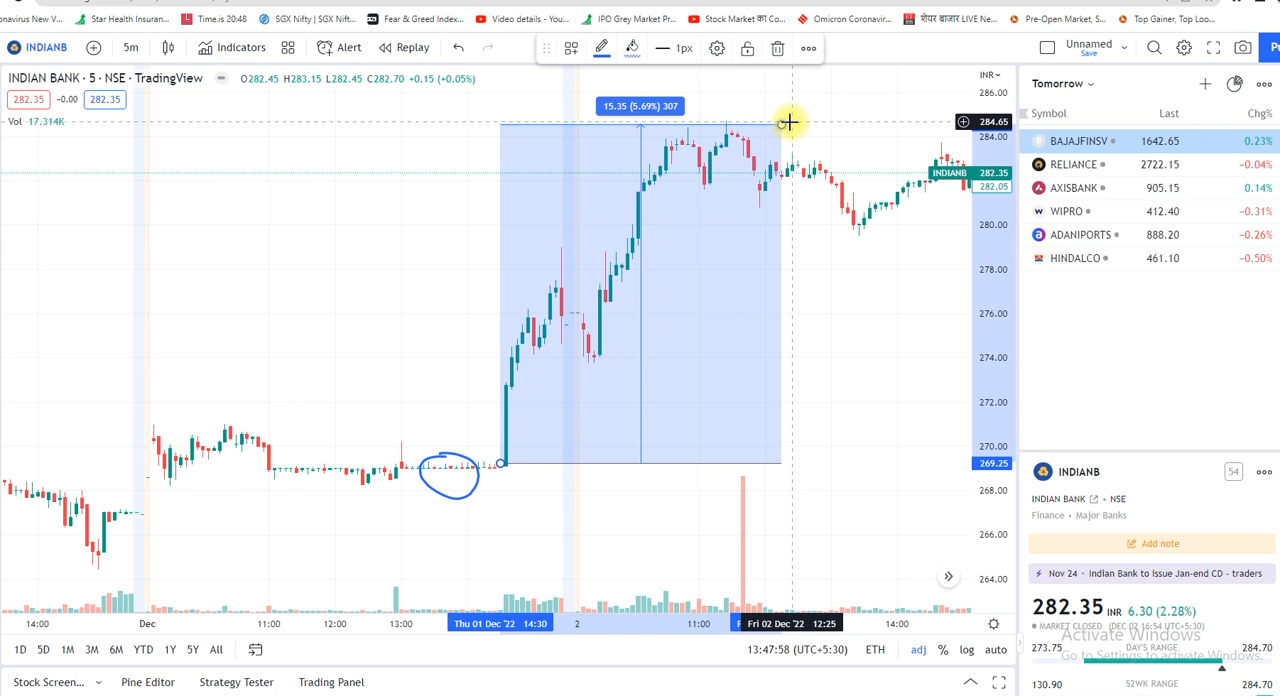 onavirus New V...
Star Health Insuran...
Time.is 20:48
SGX Nifty | SGX Nift...
Fear & Greed Index...
Video details - You...
IPO Grey Market Pr...
Stock Market का Co...
Omicron Coronavir...
शेयर बाजार LIVE Ne...
Pre-Open Market, S...
Top Gainer, Top Loo...
INDIANB
5m
Indicators
Alert
Replay
1px
Unnamed
Save
Pu
INDIAN BANK · 5 · NSE · TradingView
O282.45 H283.15 L282.45 C282.70 +0.15 (+0.05%)
282.35 -0.00 282.35
Vol 17.314K
15.35 (5.69%) 307
INR
286.00
284.65
284.00
INDIANB 282.35
282.05
280.00
278.00
276.00
274.00
272.00
270.00
269.25
268.00
266.00
264.00
14:00
Dec
11:00
13:00
Thu 01 Dec '22 14:30
2
11:00
F
Fri 02 Dec '22 12:25
14:00
1D 5D 1M 3M 6M YTD 1Y 5Y All
13:47:58 (UTC+5:30)
ETH
adj % log auto
Stock Screen...
Pine Editor
Strategy Tester
Trading Panel
Tomorrow
Symbol Last Chg%
BAJAJFINSV 1642.65 0.23%
RELIANCE 2722.15 −0.04%
AXISBANK 905.15 0.14%
WIPRO 412.40 −0.31%
ADANIPORTS 888.20 −0.26%
HINDALCO 461.10 −0.50%
INDIANB
54
INDIAN BANK • NSE
Finance • Major Banks
Add note
Nov 24 · Indian Bank to issue Jan-end CD - traders
282.35 INR 6.30 (2.28%)
MARKET CLOSED (DEC 02 16:54 UTC+5:30)
Activate Windows
Go to Settings to activate Windows.
273.75 DAY'S RANGE 284.70
130.90 52WK RANGE 284.70